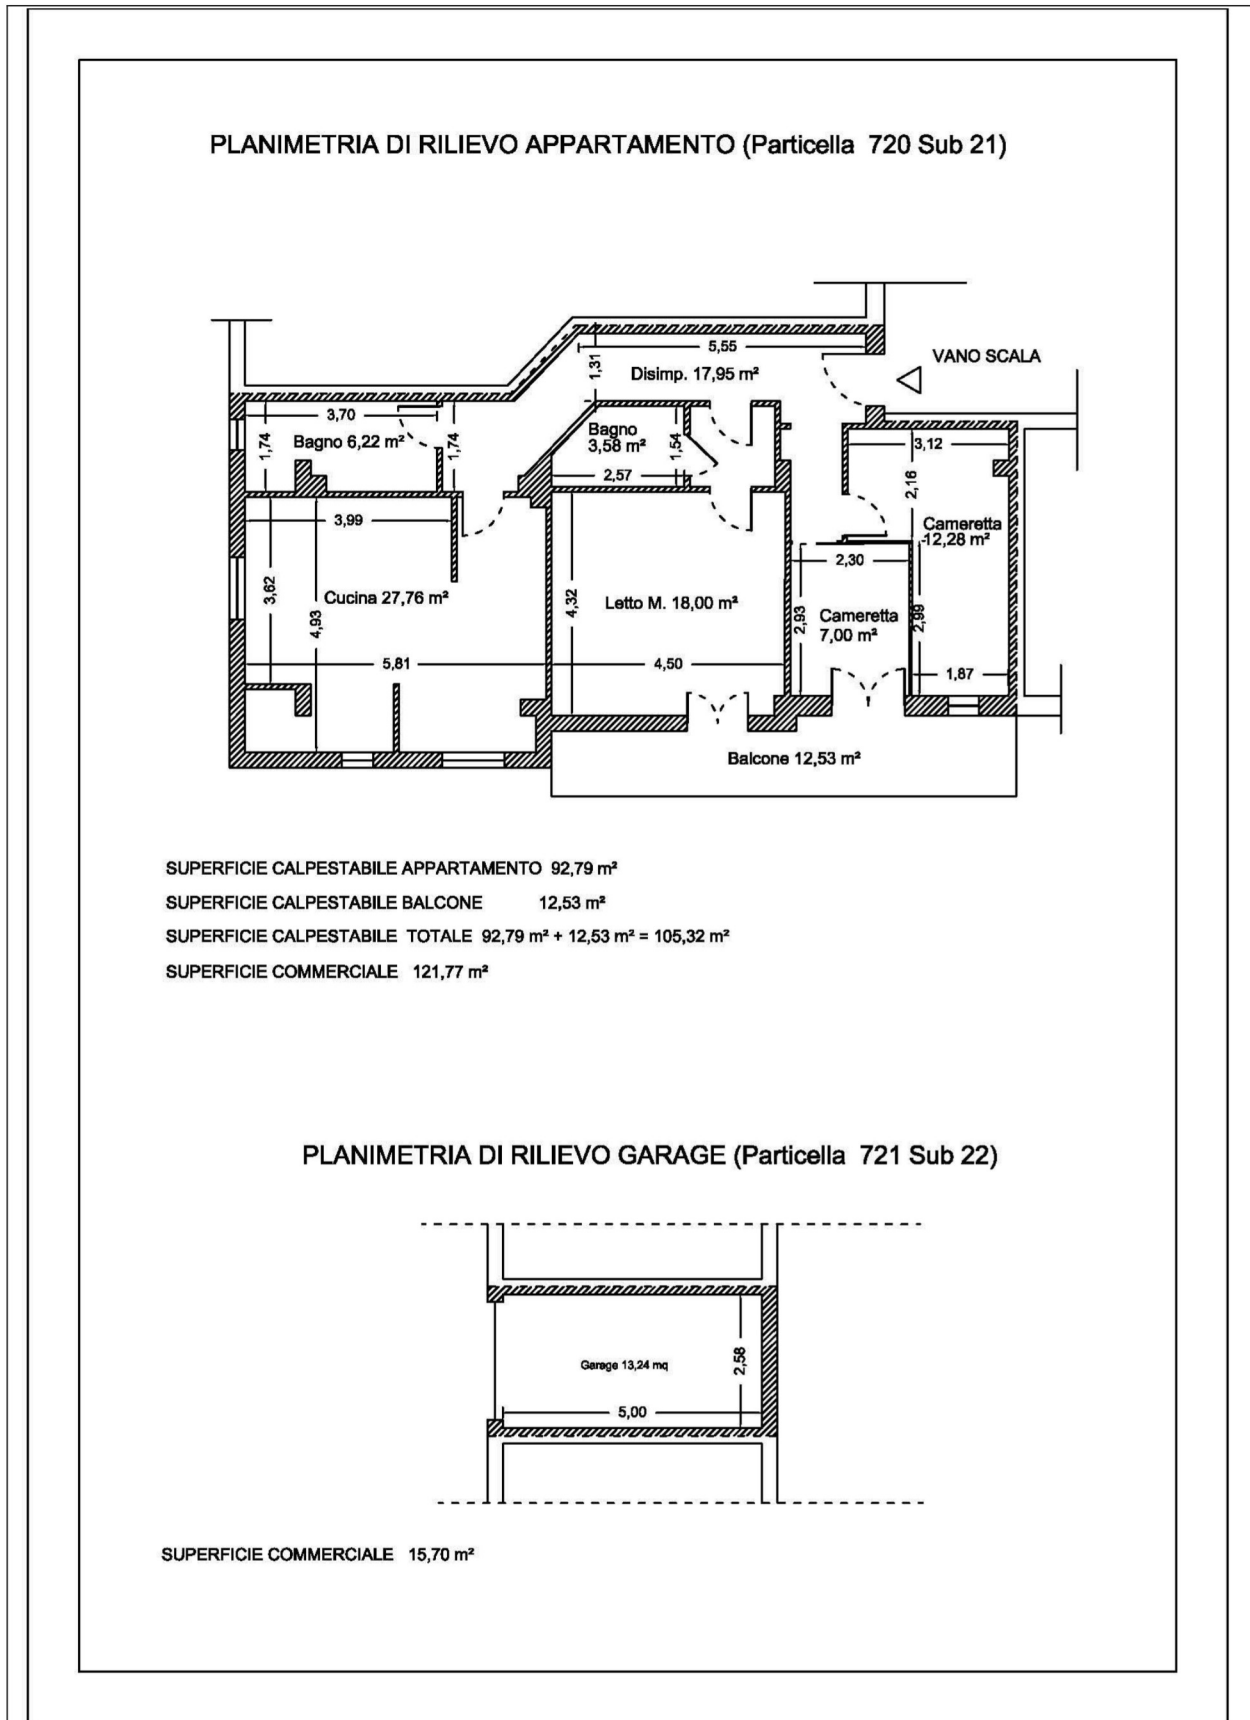 PLANIMETRIA DI RILIEVO APPARTAMENTO (Particella 720 Sub 21)
5,55
VANO SCALA
1,31
Disimp. 17,95 m²
3,70
1,74
Bagno 6,22 m²
1,74
Bagno
3,58 m²
1,54
2,57
3,12
2,16
3,99
Cameretta
12,28 m²
2,30
3,62
Cucina 27,76 m²
4,93
4,32
Letto M. 18,00 m²
2,93
Cameretta
7,00 m²
2,99
5,81
4,50
1,87
Balcone 12,53 m²
SUPERFICIE CALPESTABILE APPARTAMENTO 92,79 m²
SUPERFICIE CALPESTABILE BALCONE 12,53 m²
SUPERFICIE CALPESTABILE TOTALE 92,79 m² + 12,53 m² = 105,32 m²
SUPERFICIE COMMERCIALE 121,77 m²
PLANIMETRIA DI RILIEVO GARAGE (Particella 721 Sub 22)
Garage 13,24 mq
2,58
5,00
SUPERFICIE COMMERCIALE 15,70 m²